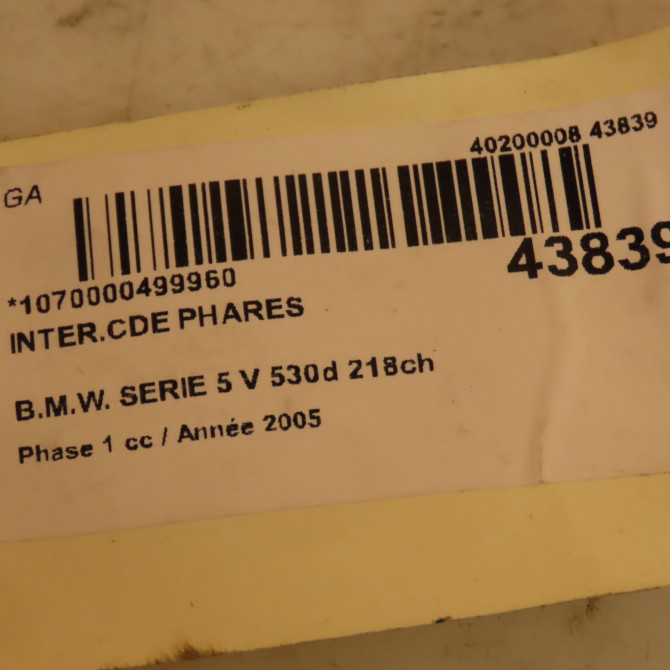 40200008 43839
GA
43839
*1070000499960
INTER.CDE PHARES
B.M.W. SERIE 5 V 530d 218ch
Phase 1 cc / Année 2005